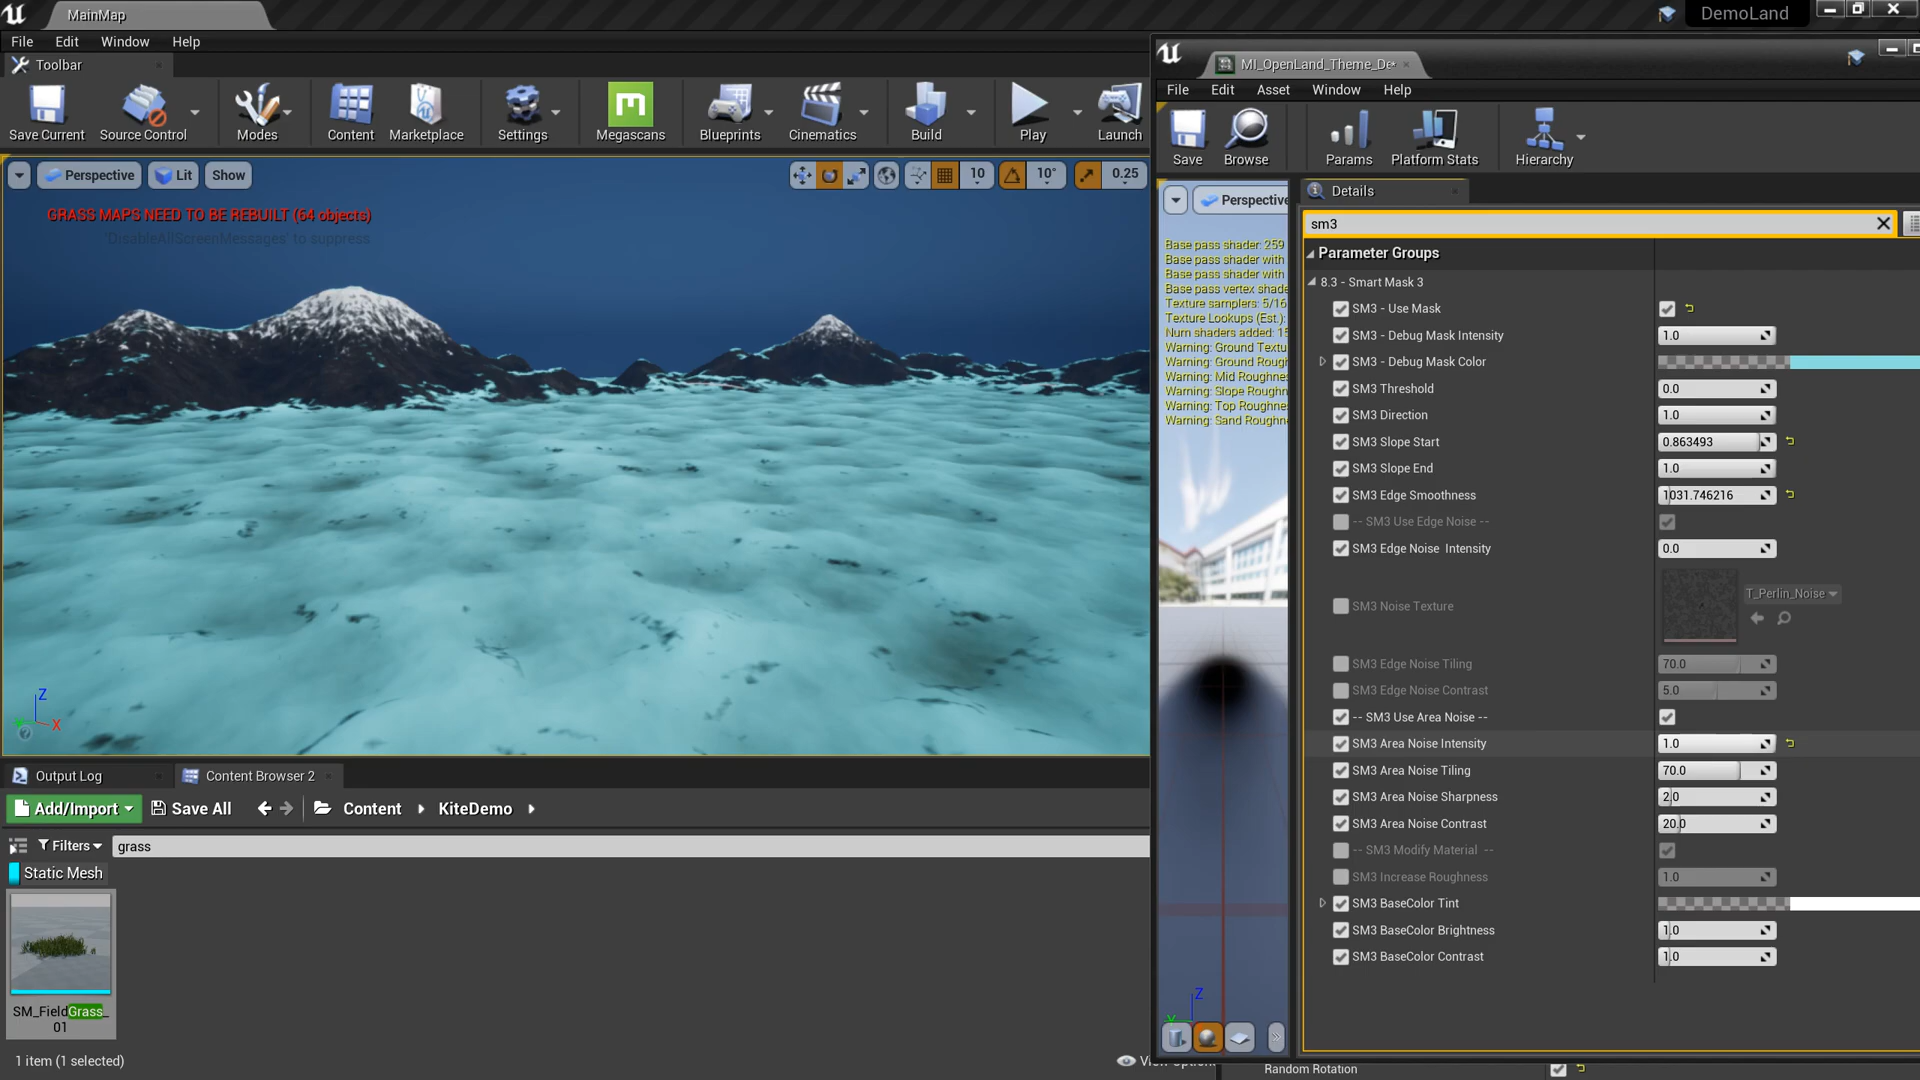 MainMap
DemoLand
File Edit Window Help
Toolbar
Save Current
Source Control
Modes
Content
Marketplace
Settings
Megascans
Blueprints
Cinematics
Build
Play
Launch
Perspective
Lit
Show
10
10°
0.25
GRASS MAPS NEED TO BE REBUILT (64 objects)
'DisableAllScreenMessages' to suppress
Z
X
Output Log
Content Browser 2
Add/Import
Save All
Content
KiteDemo
Filters
grass
Static Mesh
SM_FieldGrass_
01
1 item (1 selected)
MI_OpenLand_Theme_De*
File Edit Asset Window Help
Save
Browse
Params
Platform Stats
Hierarchy
Perspective
Base pass shader: 259
Base pass shader with
Base pass shader with
Base pass vertex shade
Texture samplers: 5/16
Texture Lookups (Est.):
Num shaders added: 15
Warning: Ground Textu
Warning: Ground Rough
Warning: Mid Roughne
Warning: Slope Roughn
Warning: Top Roughne
Warning: Sand Roughn
Z
Y
Details
sm3
Parameter Groups
8.3 - Smart Mask 3
SM3 - Use Mask
SM3 - Debug Mask Intensity 1.0
SM3 - Debug Mask Color
SM3 Threshold 0.0
SM3 Direction 1.0
SM3 Slope Start 0.863493
SM3 Slope End 1.0
SM3 Edge Smoothness 1031.746216
-- SM3 Use Edge Noise --
SM3 Edge Noise Intensity 0.0
SM3 Noise Texture T_Perlin_Noise
SM3 Edge Noise Tiling 70.0
SM3 Edge Noise Contrast 5.0
-- SM3 Use Area Noise --
SM3 Area Noise Intensity 1.0
SM3 Area Noise Tiling 70.0
SM3 Area Noise Sharpness 2.0
SM3 Area Noise Contrast 20.0
-- SM3 Modify Material --
SM3 Increase Roughness 1.0
SM3 BaseColor Tint
SM3 BaseColor Brightness 1.0
SM3 BaseColor Contrast 1.0
Random Rotation